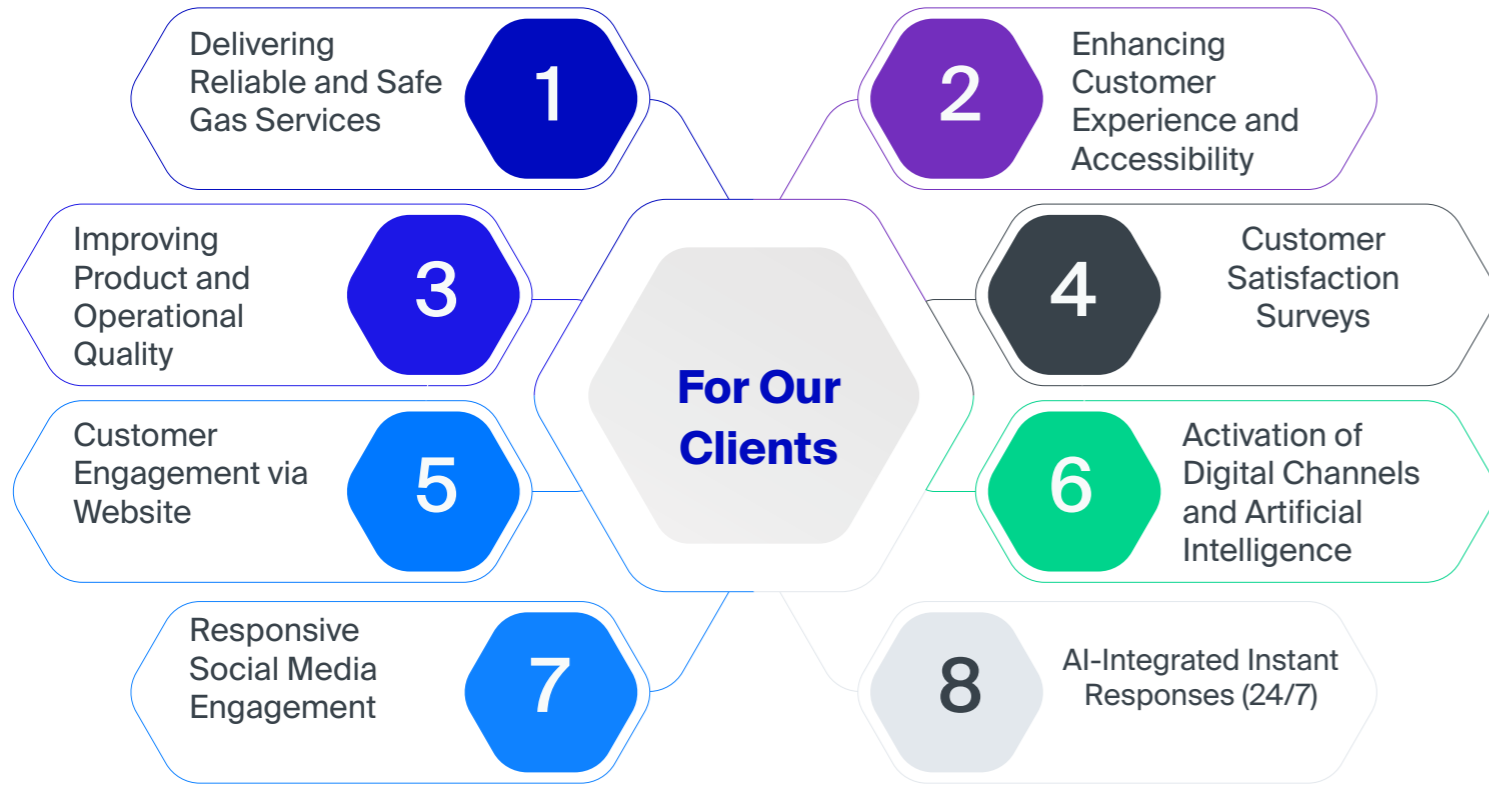 Delivering
Reliable and Safe
Gas Services
1
2
Enhancing
Customer
Experience and
Accessibility
Improving
Product and
Operational
Quality
3
4
Customer
Satisfaction
Surveys
For Our
Clients
Customer
Engagement via
Website
5
6
Activation of
Digital Channels
and Artificial
Intelligence
Responsive
Social Media
Engagement
7
8
AI-Integrated Instant
Responses (24/7)